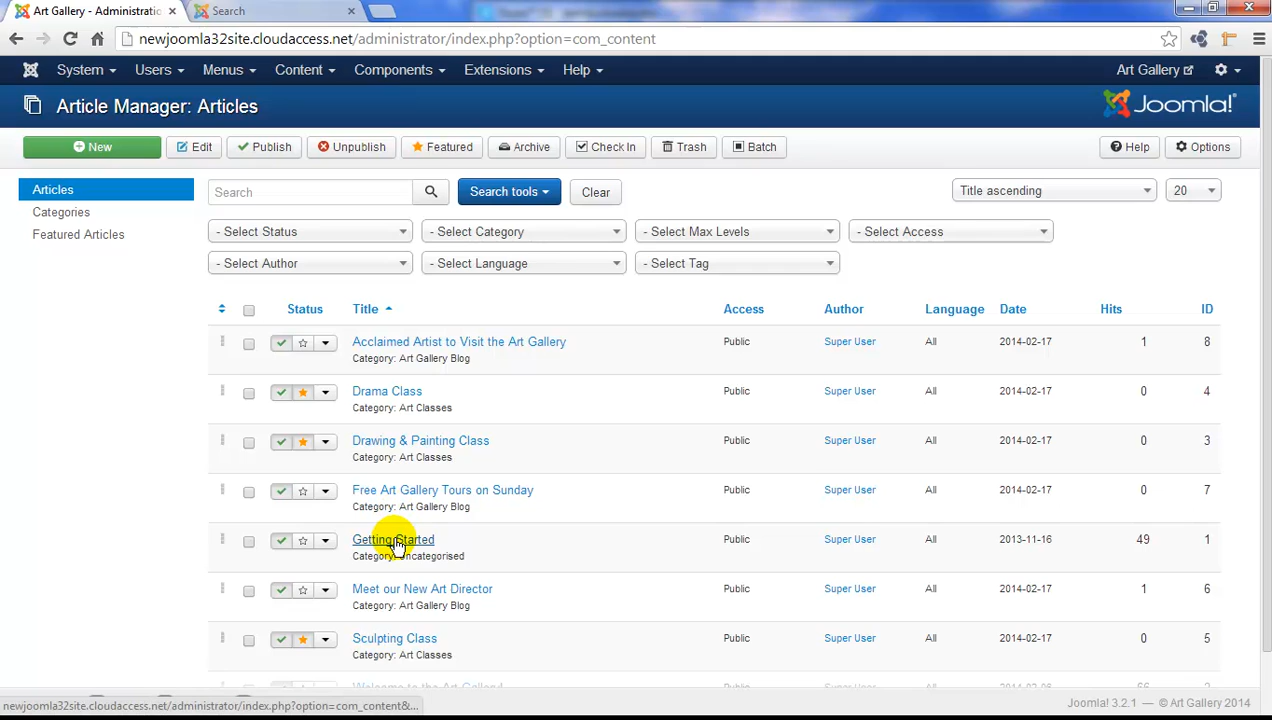 Art Gallery - Administratio
Search
newjoomla32site.cloudaccess.net/administrator/index.php?option=com_content
System Users Menus Content Components Extensions Help Art Gallery
Article Manager: Articles
Joomla!
New Edit Publish Unpublish Featured Archive Check In Trash Batch Help Options
Articles
Categories
Featured Articles
Search Search tools Clear Title ascending 20
- Select Status - Select Category - Select Max Levels - Select Access
- Select Author - Select Language - Select Tag
Status Title Access Author Language Date Hits ID
Acclaimed Artist to Visit the Art Gallery Public Super User All 2014-02-17 1 8
Category: Art Gallery Blog
Drama Class Public Super User All 2014-02-17 0 4
Category: Art Classes
Drawing & Painting Class Public Super User All 2014-02-17 0 3
Category: Art Classes
Free Art Gallery Tours on Sunday Public Super User All 2014-02-17 0 7
Category: Art Gallery Blog
Getting Started Public Super User All 2013-11-16 49 1
Category: Uncategorised
Meet our New Art Director Public Super User All 2014-02-17 1 6
Category: Art Gallery Blog
Sculpting Class Public Super User All 2014-02-17 0 5
Category: Art Classes
Welcome to the Art Gallery!
newjoomla32site.cloudaccess.net/administrator/index.php?option=com_content&...
Joomla! 3.2.1 — © Art Gallery 2014